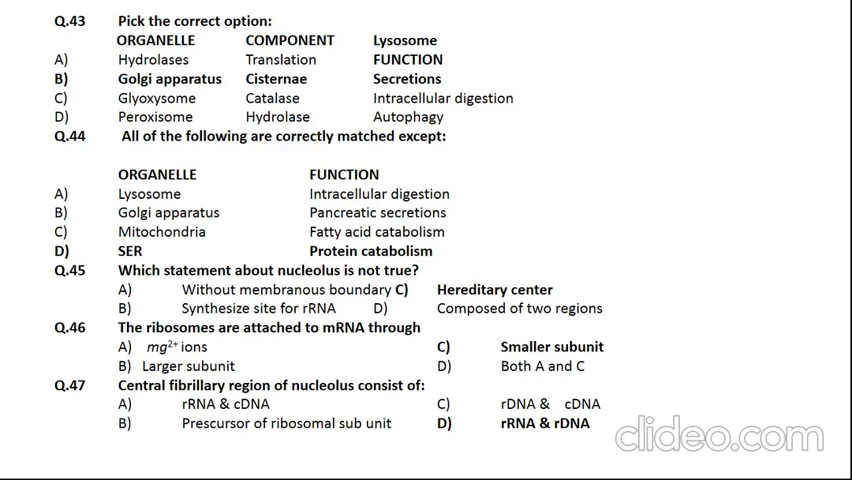 Q.43 Pick the correct option:
ORGANELLE COMPONENT Lysosome
A) Hydrolases Translation FUNCTION
B) Golgi apparatus Cisternae Secretions
C) Glyoxysome Catalase Intracellular digestion
D) Peroxisome Hydrolase Autophagy
Q.44 All of the following are correctly matched except:
ORGANELLE FUNCTION
A) Lysosome Intracellular digestion
B) Golgi apparatus Pancreatic secretions
C) Mitochondria Fatty acid catabolism
D) SER Protein catabolism
Q.45 Which statement about nucleolus is not true?
A) Without membranous boundary C) Hereditary center
B) Synthesize site for rRNA D) Composed of two regions
Q.46 The ribosomes are attached to mRNA through
A) mg²⁺ ions C) Smaller subunit
B) Larger subunit D) Both A and C
Q.47 Central fibrillary region of nucleolus consist of:
A) rRNA & cDNA C) rDNA & cDNA
B) Prescursor of ribosomal sub unit D) rRNA & rDNA
clideo.com